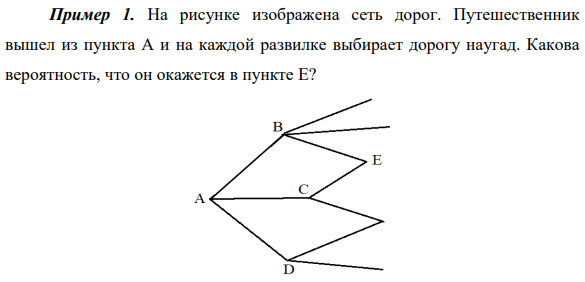 Пример 1. На рисунке изображена сеть дорог. Путешественник
вышел из пункта А и на каждой развилке выбирает дорогу наугад. Какова
вероятность, что он окажется в пункте Е?
B
E
C
A
D